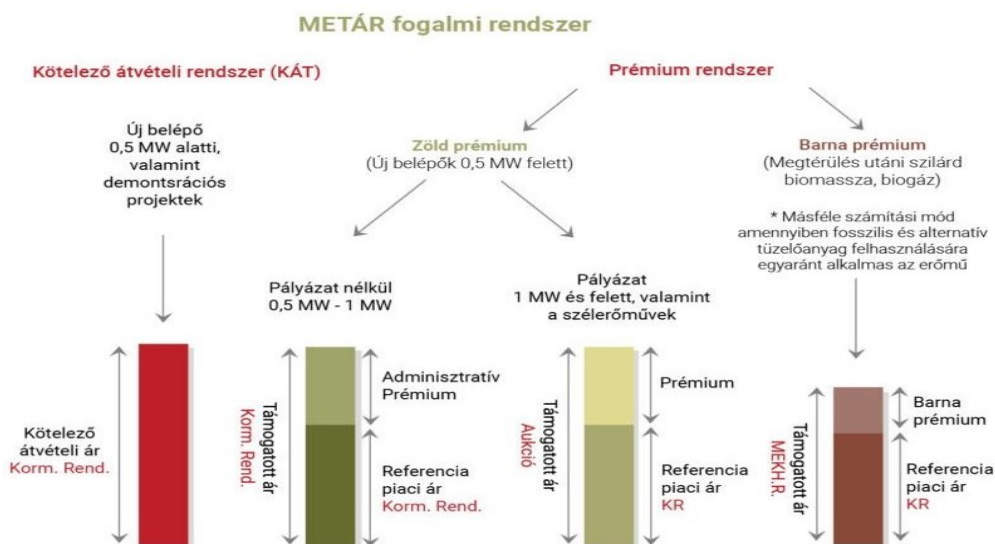 METÁR fogalmi rendszer
Kötelező átvételi rendszer (KÁT)
Prémium rendszer
Új belépő
0,5 MW alatti,
valamint
demontsrációs
projektek
Zöld prémium
(Új belépők 0,5 MW felett)
Barna prémium
(Megtérülés utáni szilárd
biomassza, biogáz)
* Másféle számítási mód
amennyiben fosszilis és alternatív
tüzelőanyag felhasználására
egyaránt alkalmas az erőmű
Pályázat nélkül
0,5 MW - 1 MW
Pályázat
1 MW és felett, valamint
a szélerőművek
Kötelező
átvételi ár
Korm. Rend.
Támogatott ár
Korm. Rend.
Adminisztratív
Prémium
Referencia
piaci ár
Korm. Rend.
Támogatott ár
Aukció
Prémium
Referencia
piaci ár
KR
Támogatott ár
MEKH.R.
Barna
prémium
Referencia
piaci ár
KR